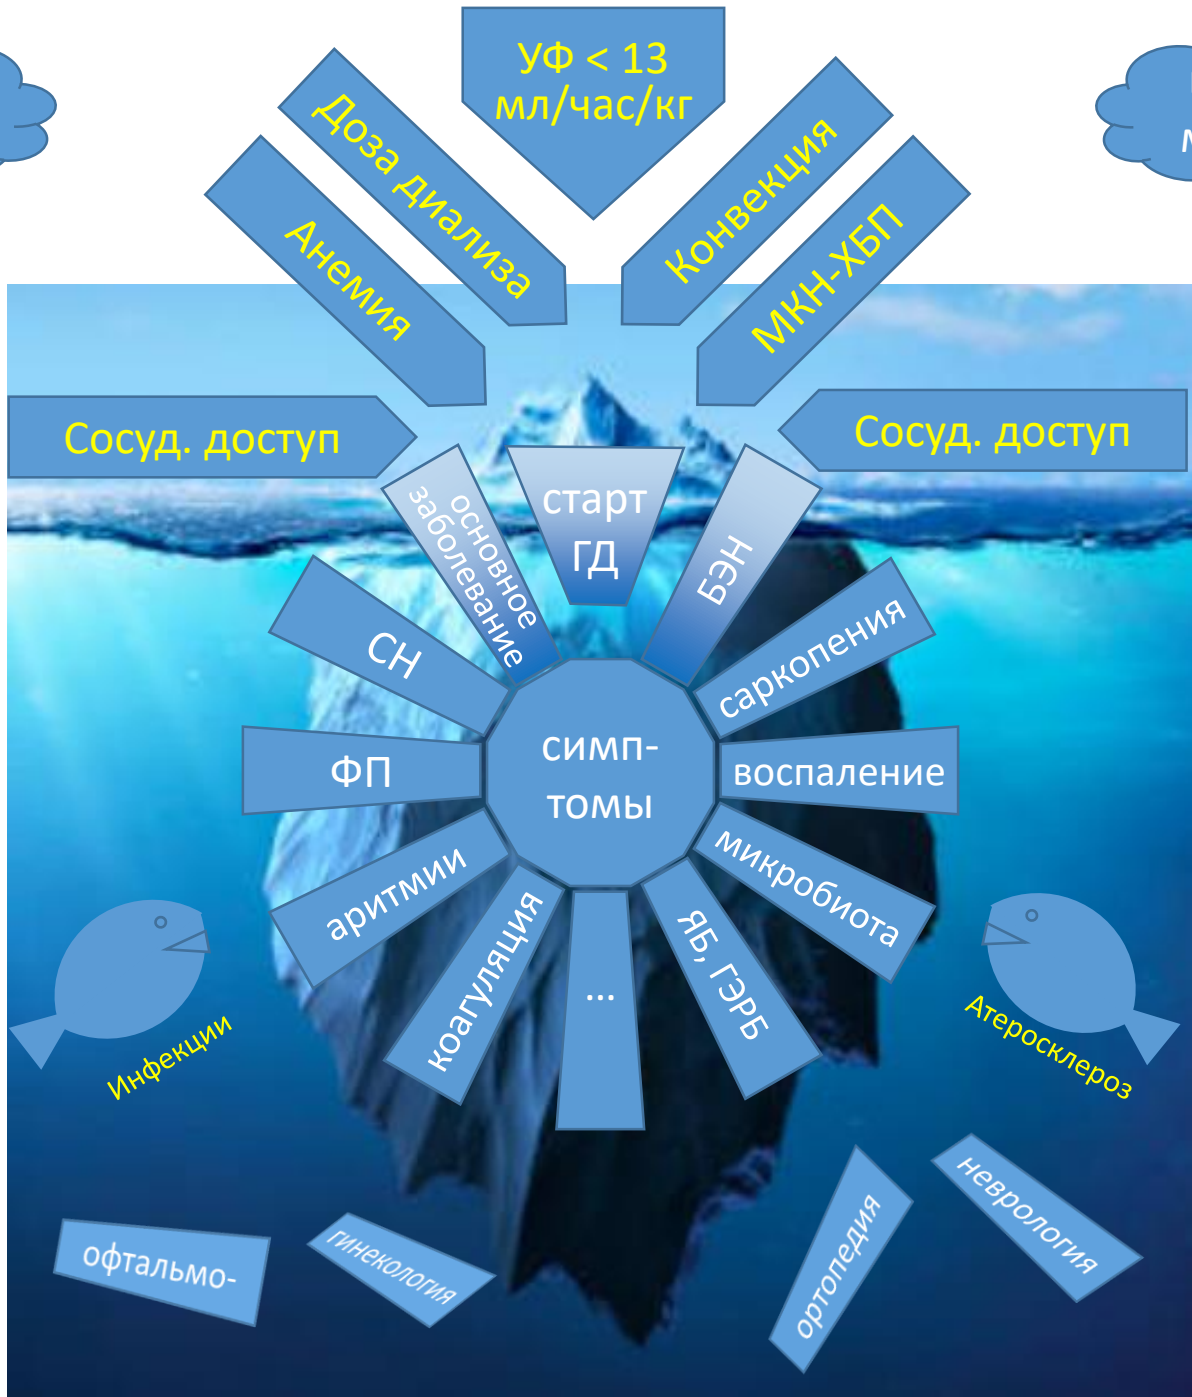 УФ < 13
мл/час/кг
Доза диализа
Конвекция
Анемия
МКН-ХБП
Сосуд. доступ
Сосуд. доступ
основное
заболевание
старт
ГД
БЭН
СН
саркопения
ФП
симп-
томы
воспаление
аритмии
микробиота
коагуляция
...
ЯБ, ГЭРБ
Инфекции
Атеросклероз
офтальмо-
гинекология
ортопедия
неврология